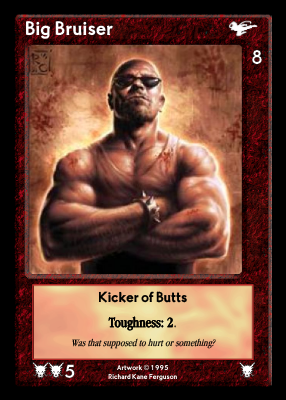 Big Bruiser
8
Kicker of Butts
Toughness: 2.
Was that supposed to hurt or something?
5
Artwork © 1995
Richard Kane Ferguson